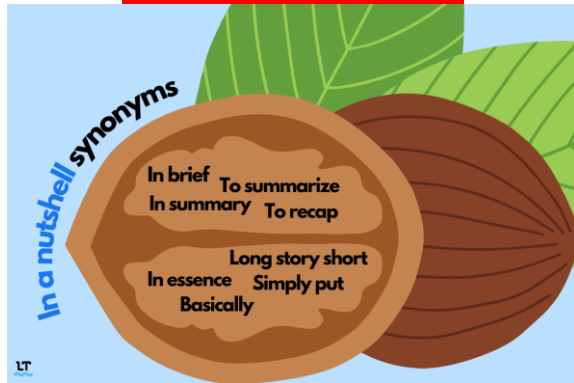 In a nutshell synonyms
In brief
To summarize
In summary
To recap
Long story short
In essence
Simply put
Basically
LT